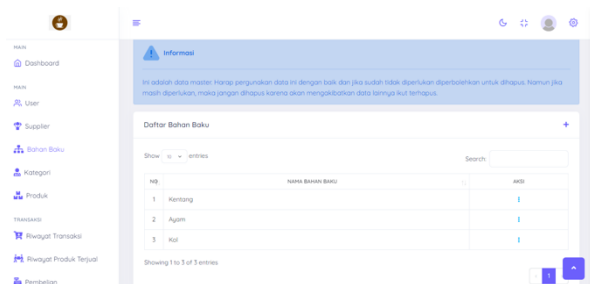 MAIN
Dashboard
MAIN
User
Supplier
Bahan Baku
Kategori
Produk
TRANSAKSI
Riwayat Transaksi
Riwayat Produk Terjual
Pembelian
Informasi
Ini adalah data master. Harap pergunakan data ini dengan baik dan jika sudah tidak diperlukan diperbolehkan untuk dihapus. Namun jika
masih diperlukan, maka jangan dihapus karena akan mengakibatkan data lainnya ikut terhapus.
Daftar Bahan Baku
+
Show 10 entries
Search:
NO NAMA BAHAN BAKU AKSI
1 Kentang
2 Ayam
3 Kol
Showing 1 to 3 of 3 entries
1